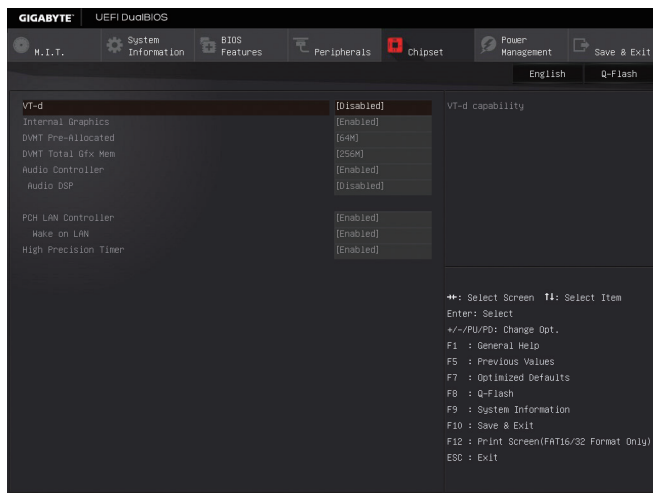 GIGABYTE™ UEFI DualBIOS
M.I.T.
System Information
BIOS Features
Peripherals
Chipset
Power Management
Save & Exit
English Q-Flash
VT-d [Disabled]
Internal Graphics [Enabled]
DVMT Pre-Allocated [64M]
DVMT Total Gfx Mem [256M]
Audio Controller [Enabled]
Audio DSP [Disabled]
PCH LAN Controller [Enabled]
Wake on LAN [Enabled]
High Precision Timer [Enabled]
VT-d capability
→←: Select Screen ↑↓: Select Item
Enter: Select
+/-/PU/PD: Change Opt.
F1 : General Help
F5 : Previous Values
F7 : Optimized Defaults
F8 : Q-Flash
F9 : System Information
F10 : Save & Exit
F12 : Print Screen(FAT16/32 Format Only)
ESC : Exit